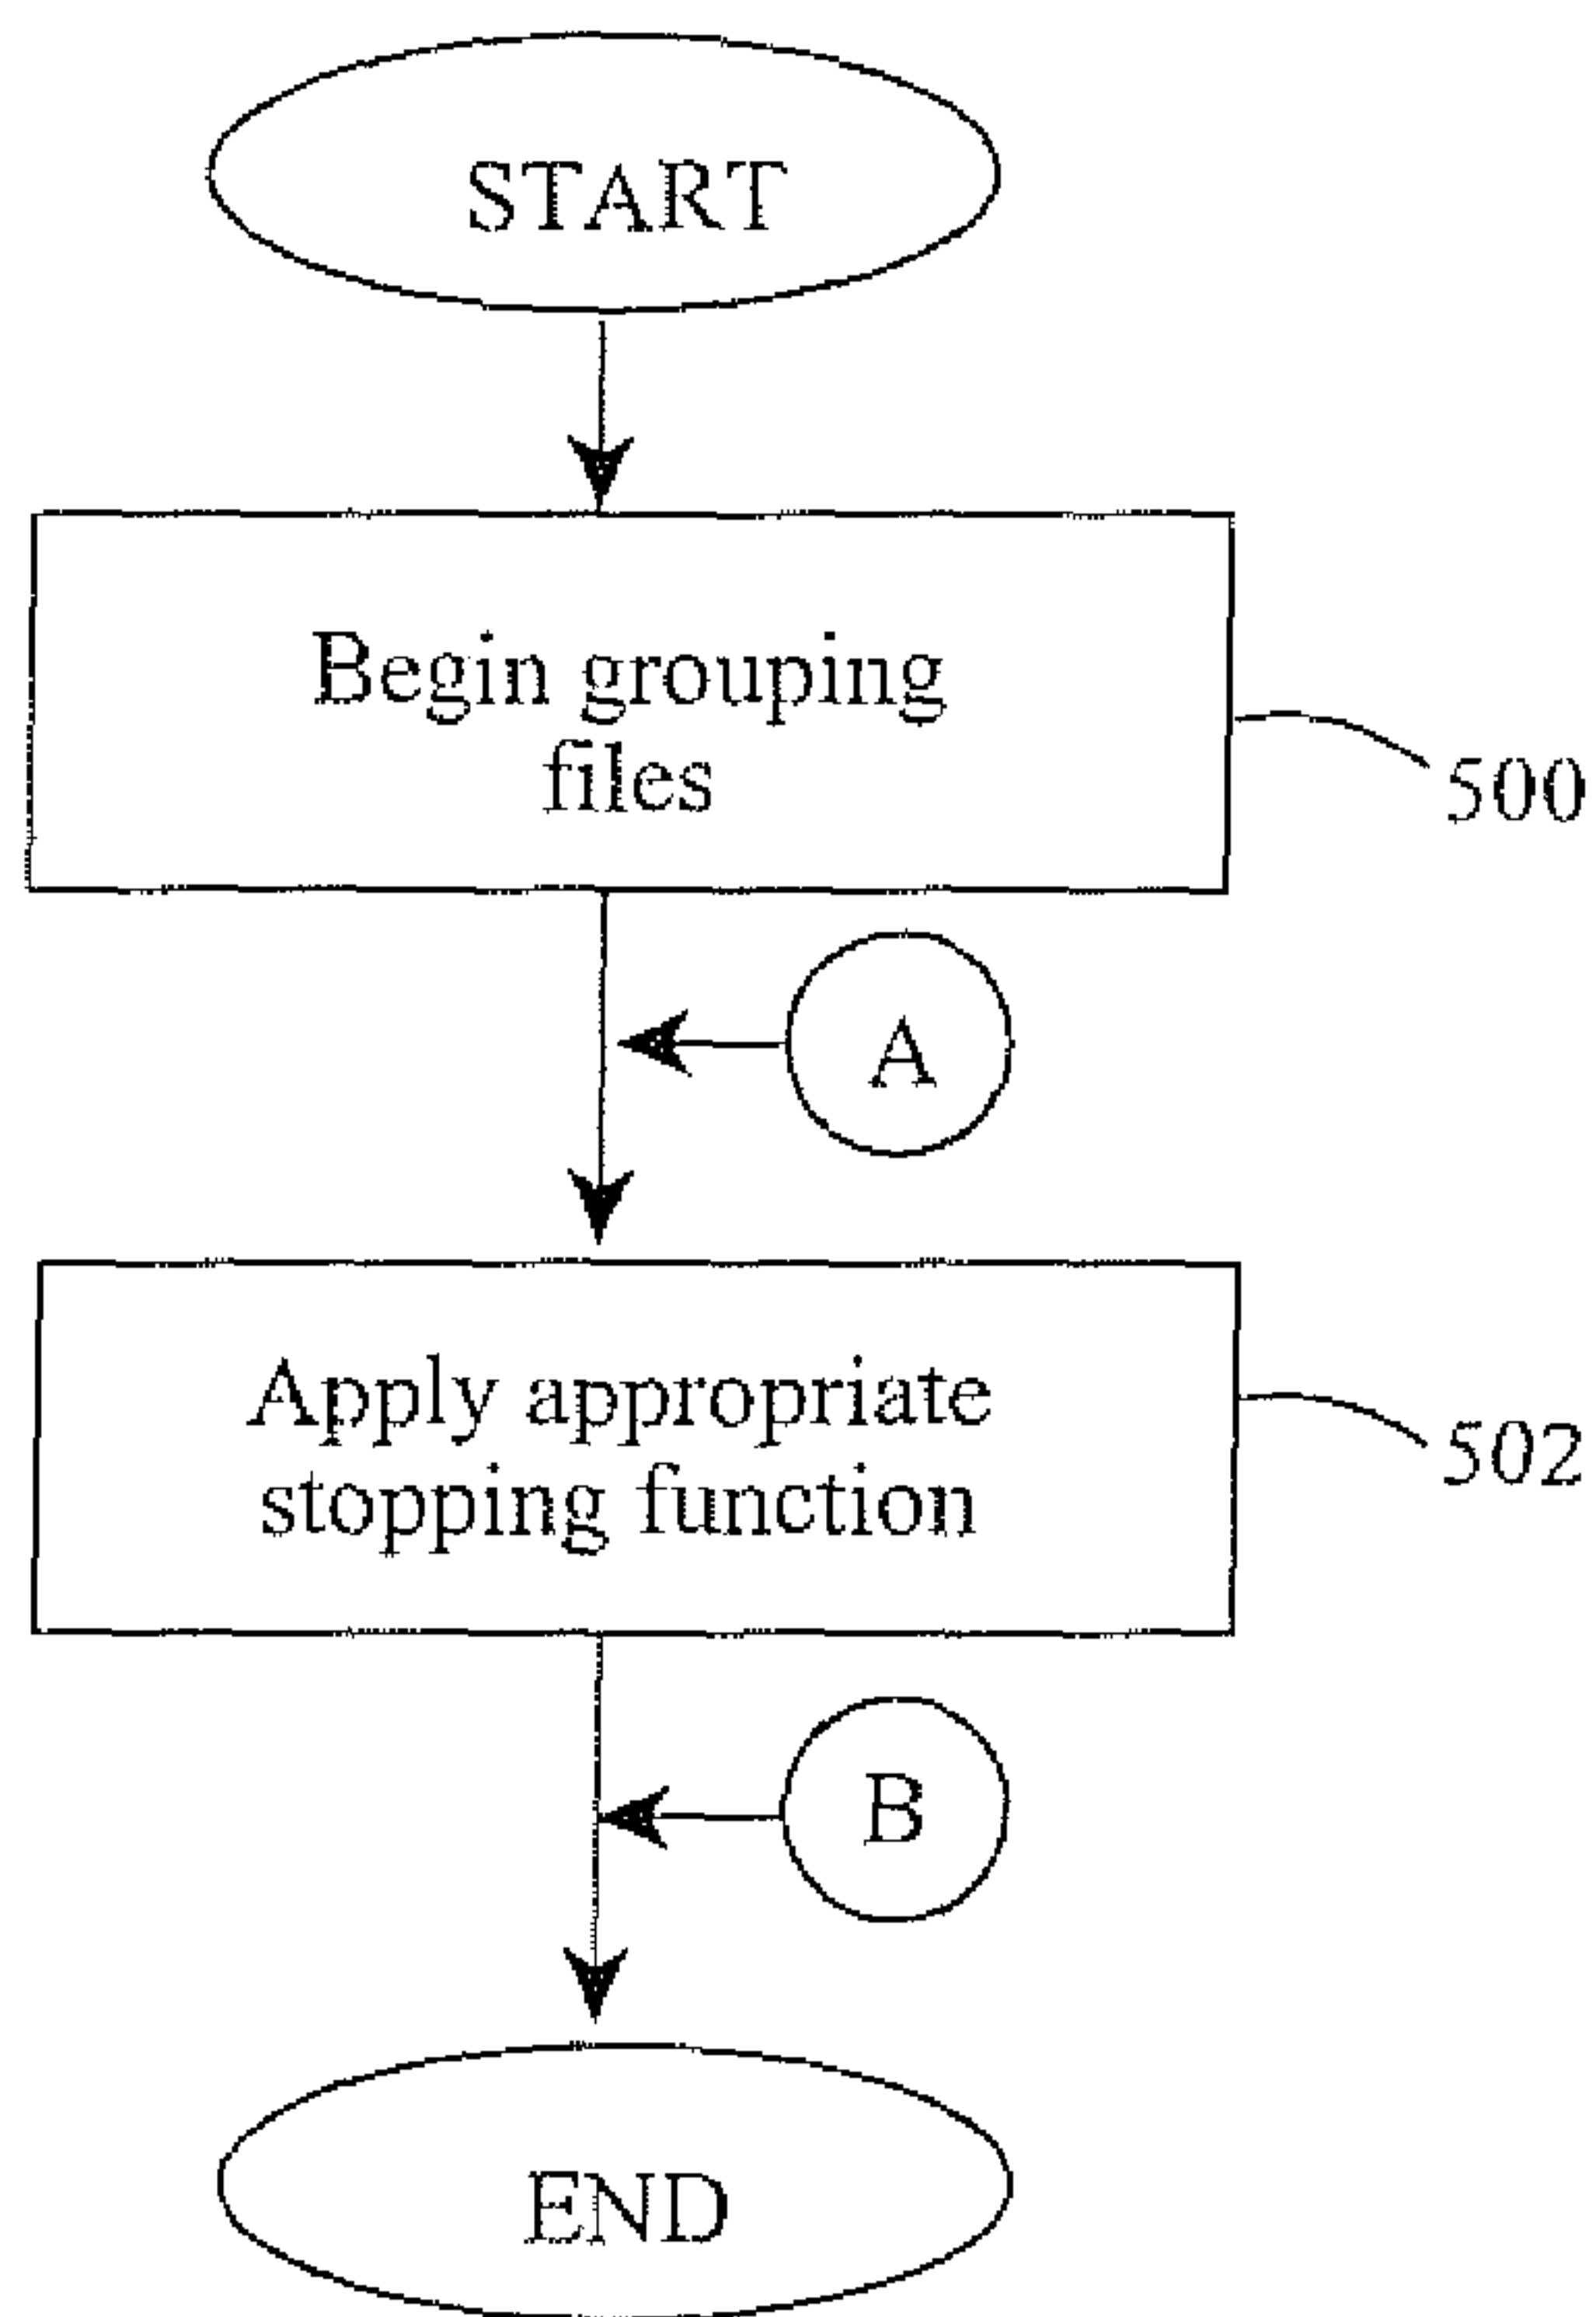 START
Begin grouping
files
500
A
Apply appropriate
stopping function
502
B
END